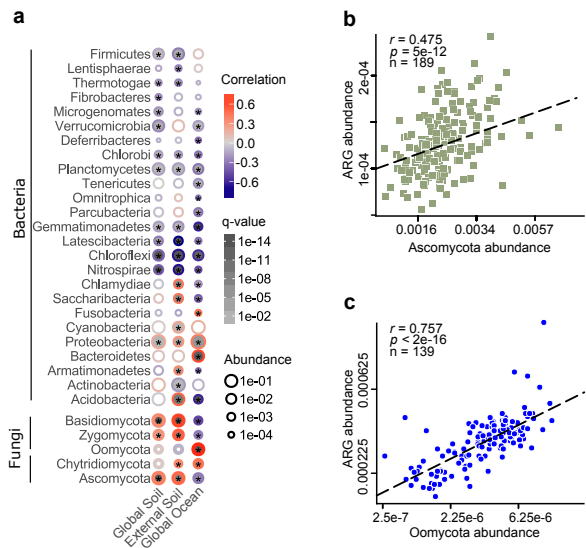 a
Firmicutes
Lentisphaerae
Thermotogae
Fibrobacteres
Microgenomates
Verrucomicrobia
Deferribacteres
Chlorobi
Planctomycetes
Tenericutes
Omnitrophica
Parcubacteria
Gemmatimonadetes
Latescibacteria
Chloroflexi
Nitrospirae
Chlamydiae
Saccharibacteria
Fusobacteria
Cyanobacteria
Proteobacteria
Bacteroidetes
Armatimonadetes
Actinobacteria
Acidobacteria
Basidiomycota
Zygomycota
Oomycota
Chytridiomycota
Ascomycota
Bacteria
Fungi
Global Soil
External Soil
Global Ocean
Correlation
0.6
0.3
0.0
-0.3
-0.6
q-value
1e-14
1e-11
1e-08
1e-05
1e-02
Abundance
1e-01
1e-02
1e-03
1e-04
b
r = 0.475
p = 5e-12
n = 189
ARG abundance
2e-04
1e-04
0.0016 0.0034 0.0057
Ascomycota abundance
c
r = 0.757
p < 2e-16
n = 139
ARG abundance
0.000625
0.000225
2.5e-7 2.25e-6 6.25e-6
Oomycota abundance